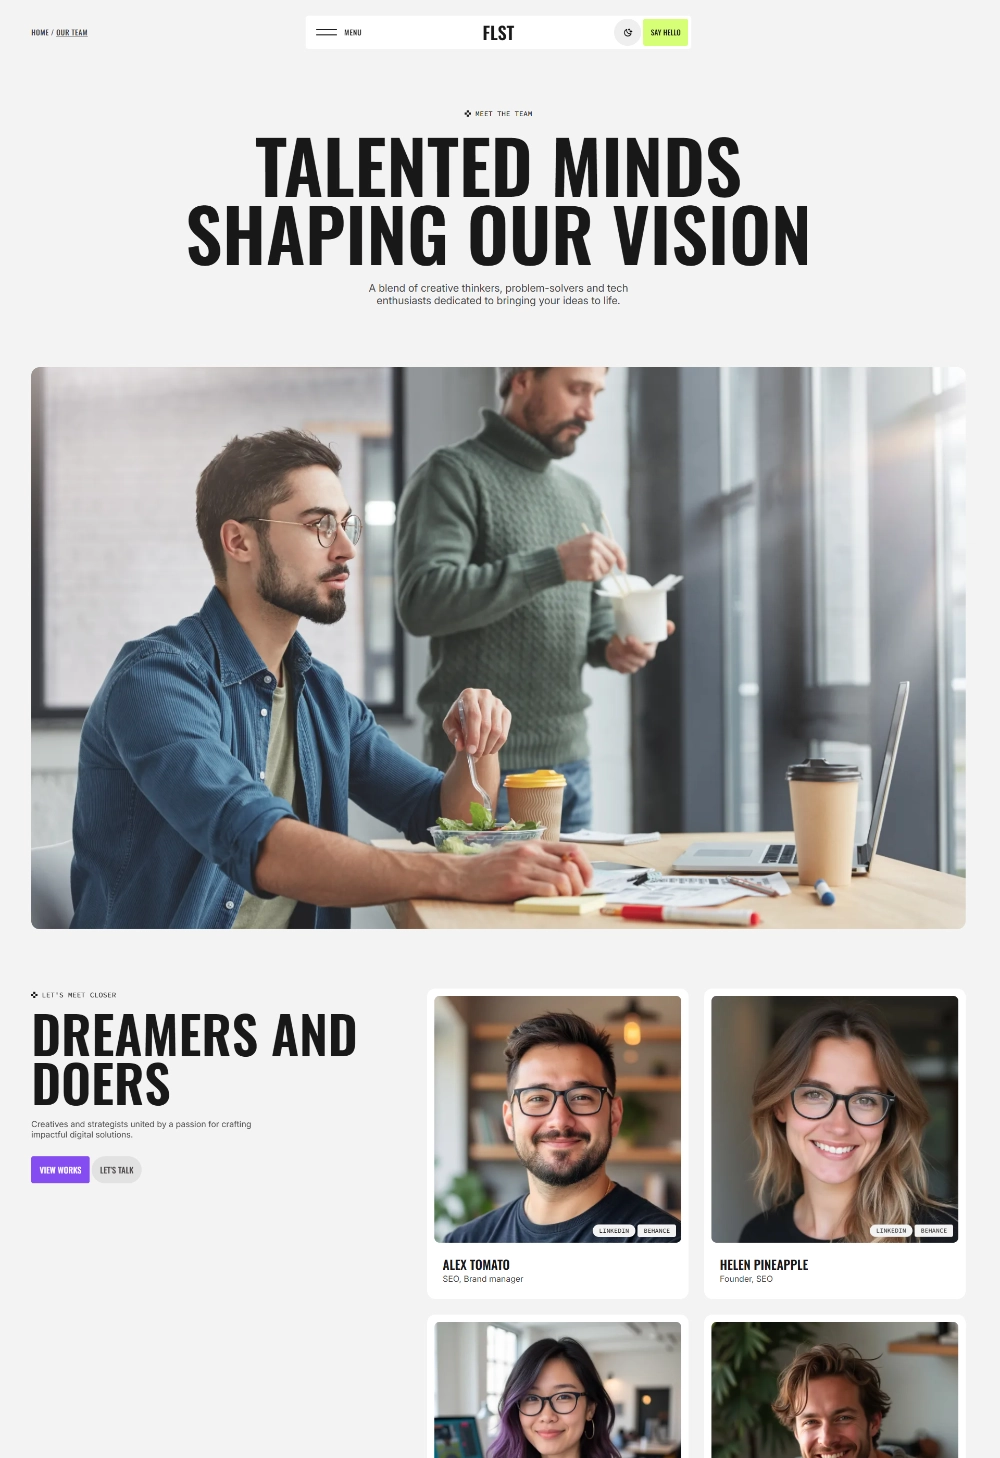 HOME / OUR TEAM
MENU
FLST
SAY HELLO
MEET THE TEAM
TALENTED MINDS
SHAPING OUR VISION
A blend of creative thinkers, problem-solvers and tech
enthusiasts dedicated to bringing your ideas to life.
LET'S MEET CLOSER
DREAMERS AND
DOERS
Creatives and strategists united by a passion for crafting
impactful digital solutions.
VIEW WORKS
LET'S TALK
LINKEDIN
BEHANCE
ALEX TOMATO
SEO, Brand manager
LINKEDIN
BEHANCE
HELEN PINEAPPLE
Founder, SEO